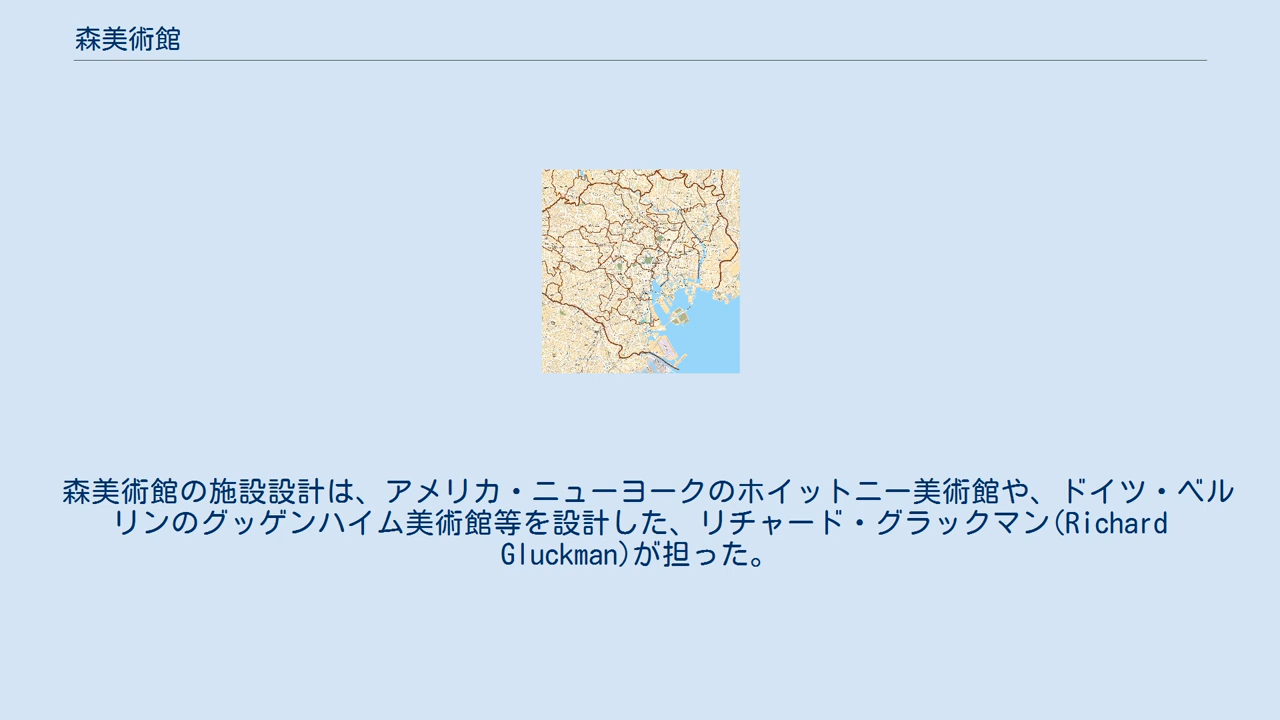 森美術館
森美術館の施設設計は、アメリカ・ニューヨークのホイットニー美術館や、ドイツ・ベル
リンのグッゲンハイム美術館等を設計した、リチャード・グラックマン(Richard
Gluckman)が担った。